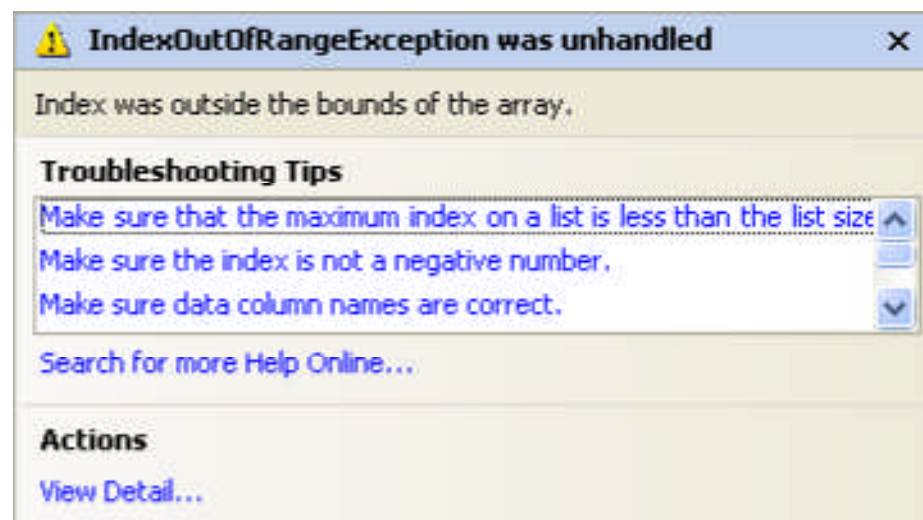 IndexOutOfRangeException was unhandled
Index was outside the bounds of the array.
Troubleshooting Tips
Make sure that the maximum index on a list is less than the list size
Make sure the index is not a negative number.
Make sure data column names are correct.
Search for more Help Online...
Actions
View Detail...